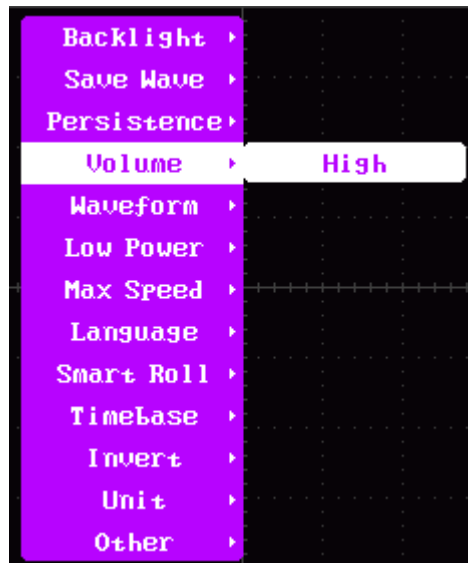 Backlight
Save Wave
Persistence
Volume High
Waveform
Low Power
Max Speed
Language
Smart Roll
Timebase
Invert
Unit
Other